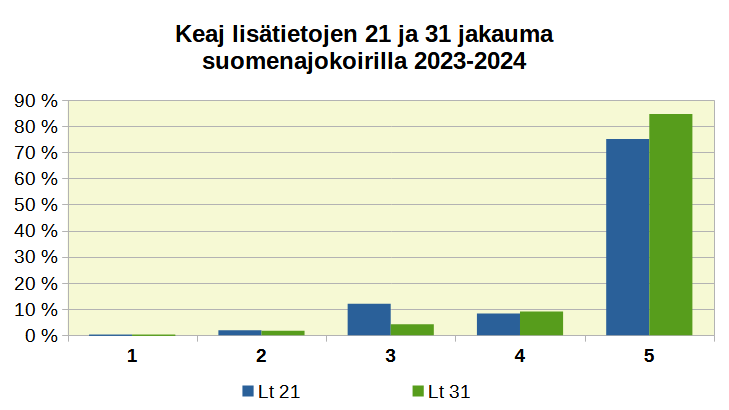 Keaj lisätietojen 21 ja 31 jakauma
suomenajokoirilla 2023-2024
90 %
80 %
70 %
60 %
50 %
40 %
30 %
20 %
10 %
0 %
1 2 3 4 5
Lt 21 Lt 31